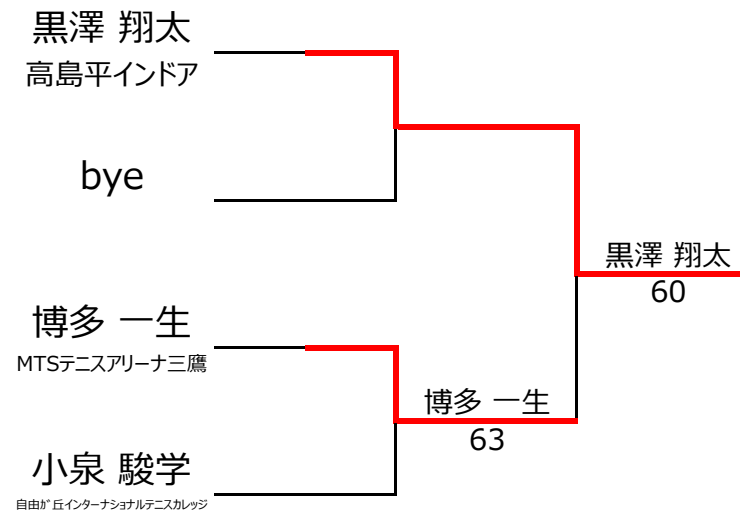 黒澤 翔太
高島平インドア
bye
黒澤 翔太
60
博多 一生
MTSテニスアリーナ三鷹
博多 一生
63
小泉 駿学
自由が丘インターナショナルテニスカレッジ